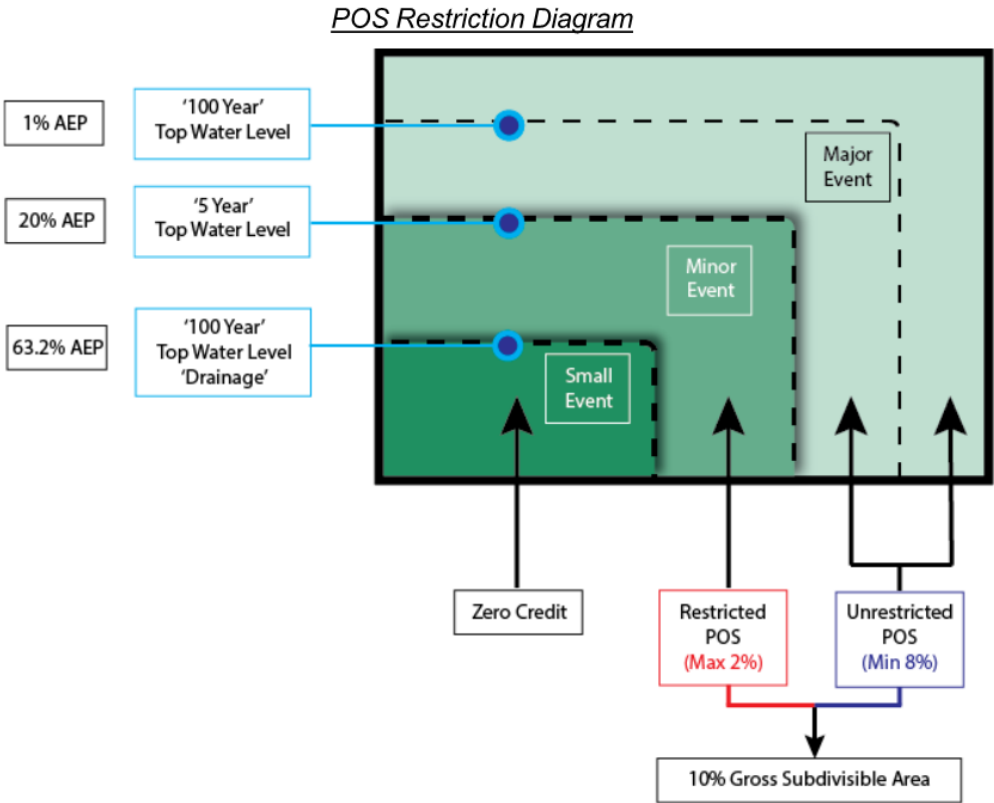 POS Restriction Diagram
1% AEP
‘100 Year’
Top Water Level
Major
Event
20% AEP
‘5 Year’
Top Water Level
Minor
Event
63.2% AEP
‘100 Year’
Top Water Level
‘Drainage’
Small
Event
Zero Credit
Restricted
POS
(Max 2%)
Unrestricted
POS
(Min 8%)
10% Gross Subdivisible Area